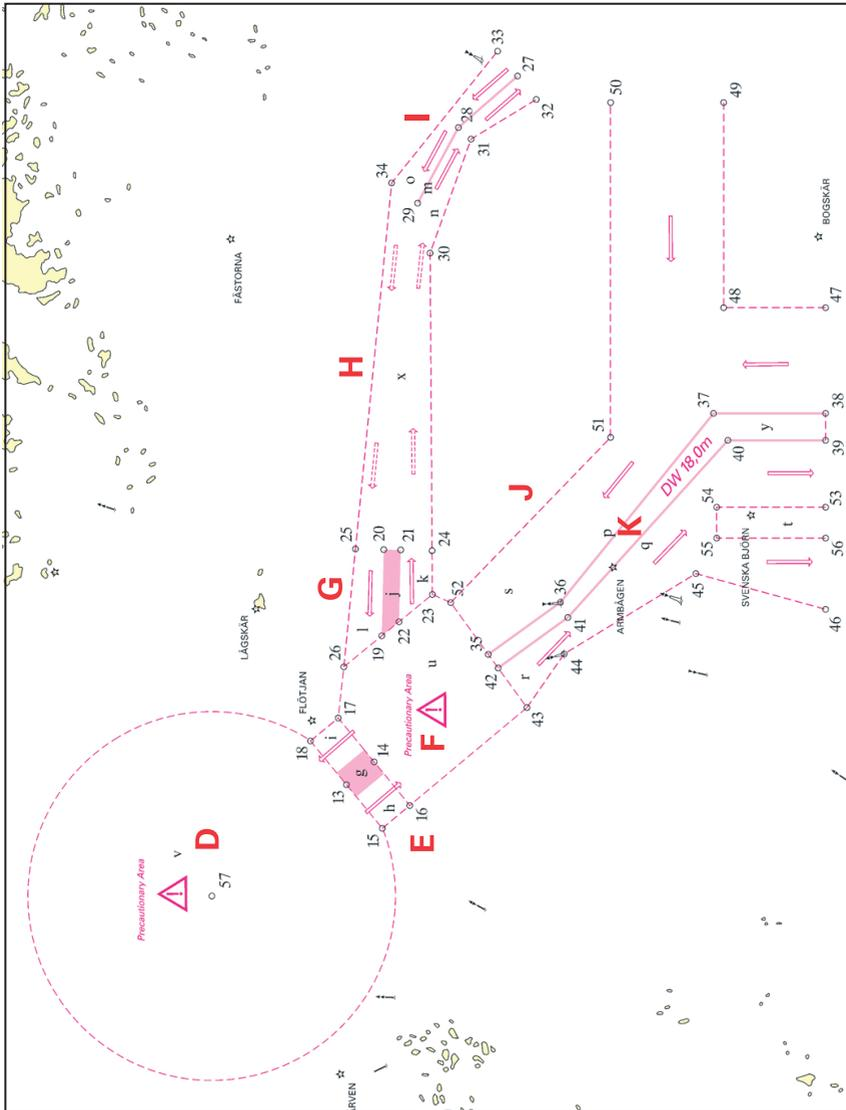 33
27
I
28
32
50
49
31
34
o
m
29
n
BOGSKÄR
30
FÄSTORNA
48
47
H
x
37
38
51
40
y
39
DW 18,0m
J
54
53
25
20
21
24
p
K
q
t
55
56
G
j
k
23
52
s
36
SVENSKA BJÖRN
45
LÅGSKÄR
l
19
22
41
ARMBÅGEN
46
26
u
35
42
r
44
FLÖTJAN
17
Precautionary Area
F
43
18
i
14
g
13
h
16
15
E
D
v
57
Precautionary Area
ARVEN